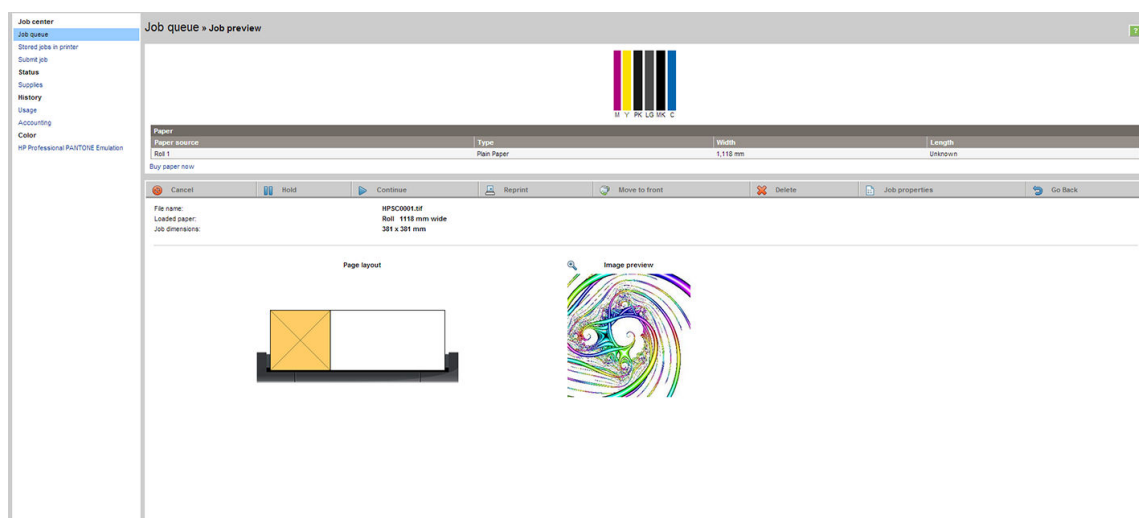 Job center
Job queue
Stored jobs in printer
Submit job
Status
Supplies
History
Usage
Accounting
Color
HP Professional PANTONE Emulation
Job queue » Job preview
?
M Y PK LG MK C
Paper
Paper source Type Width Length
Roll 1 Plain Paper 1,118 mm Unknown
Buy paper now
Cancel Hold Continue Reprint Move to front Delete Job properties Go Back
File name: HPSC0001.tif
Loaded paper: Roll 1118 mm wide
Job dimensions: 381 x 381 mm
Page layout Image preview